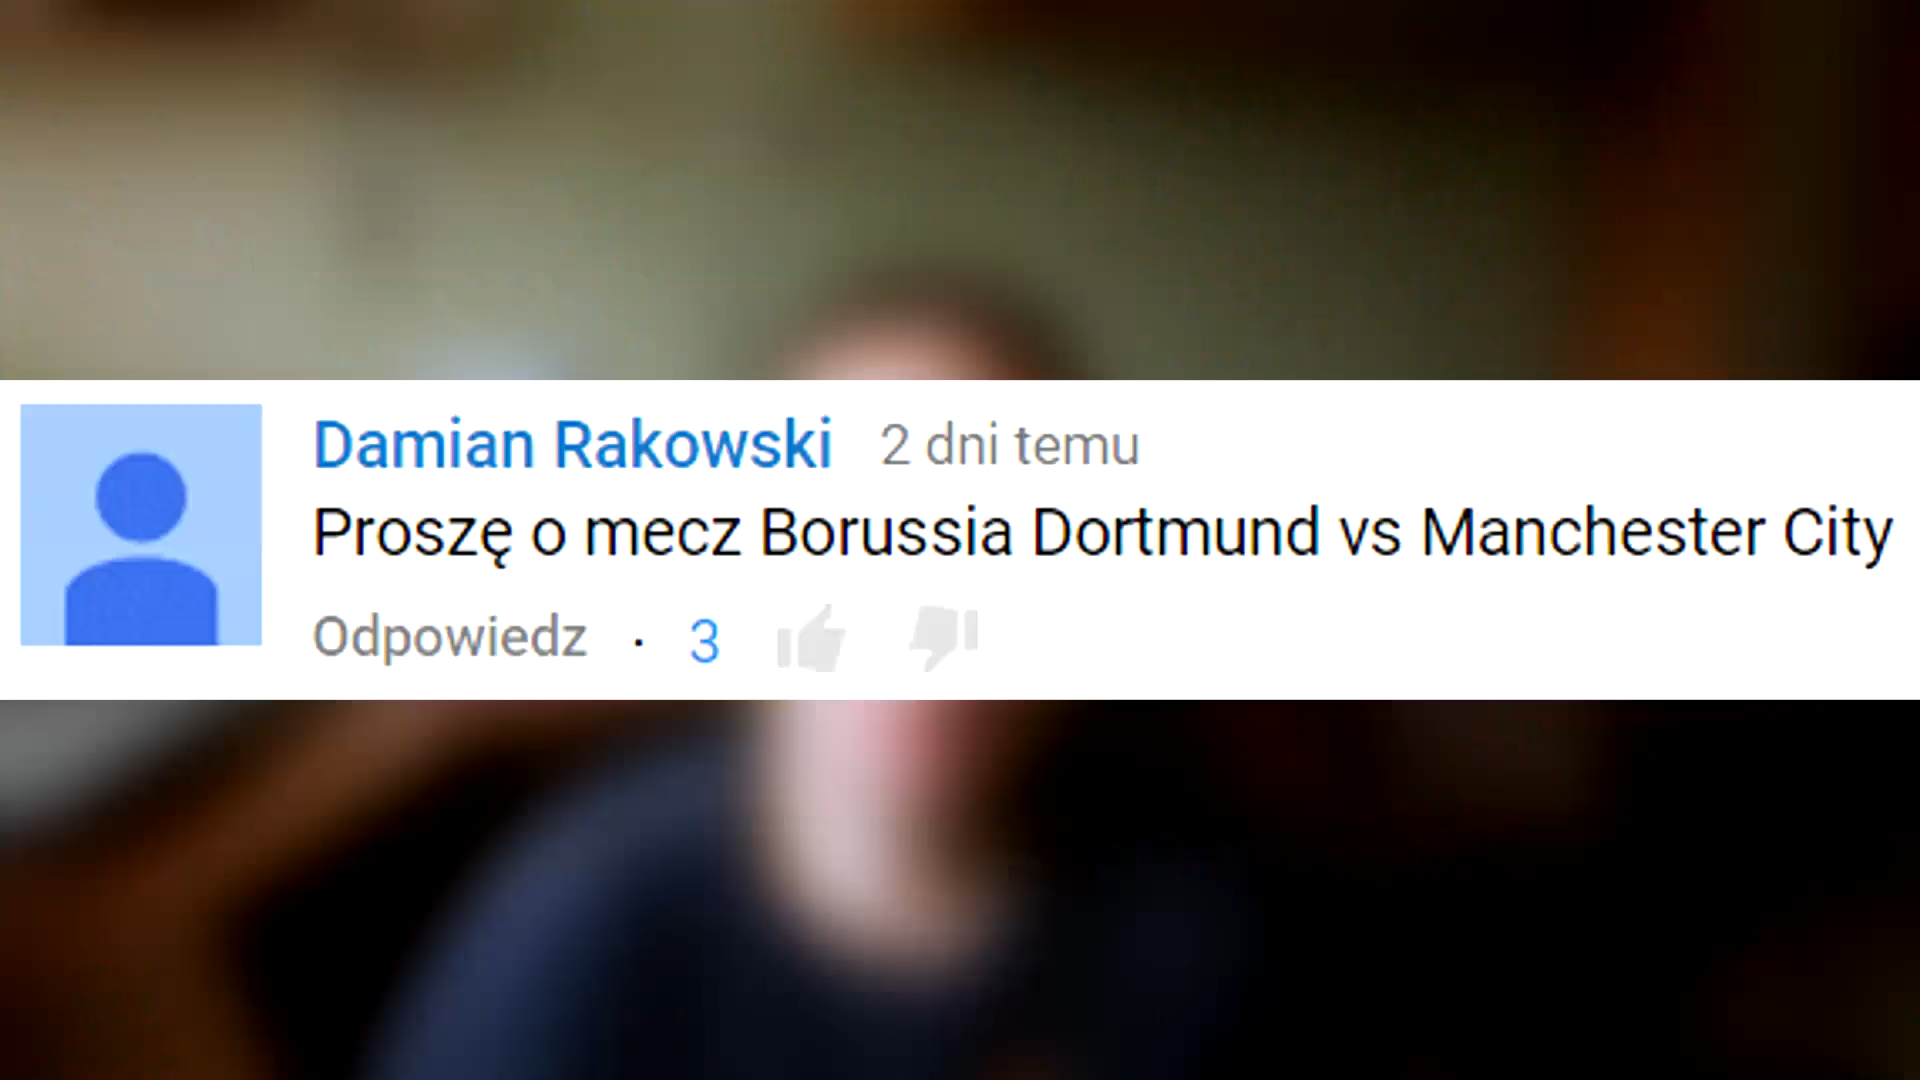 Damian Rakowski 2 dni temu
Proszę o mecz Borussia Dortmund vs Manchester City
Odpowiedz · 3